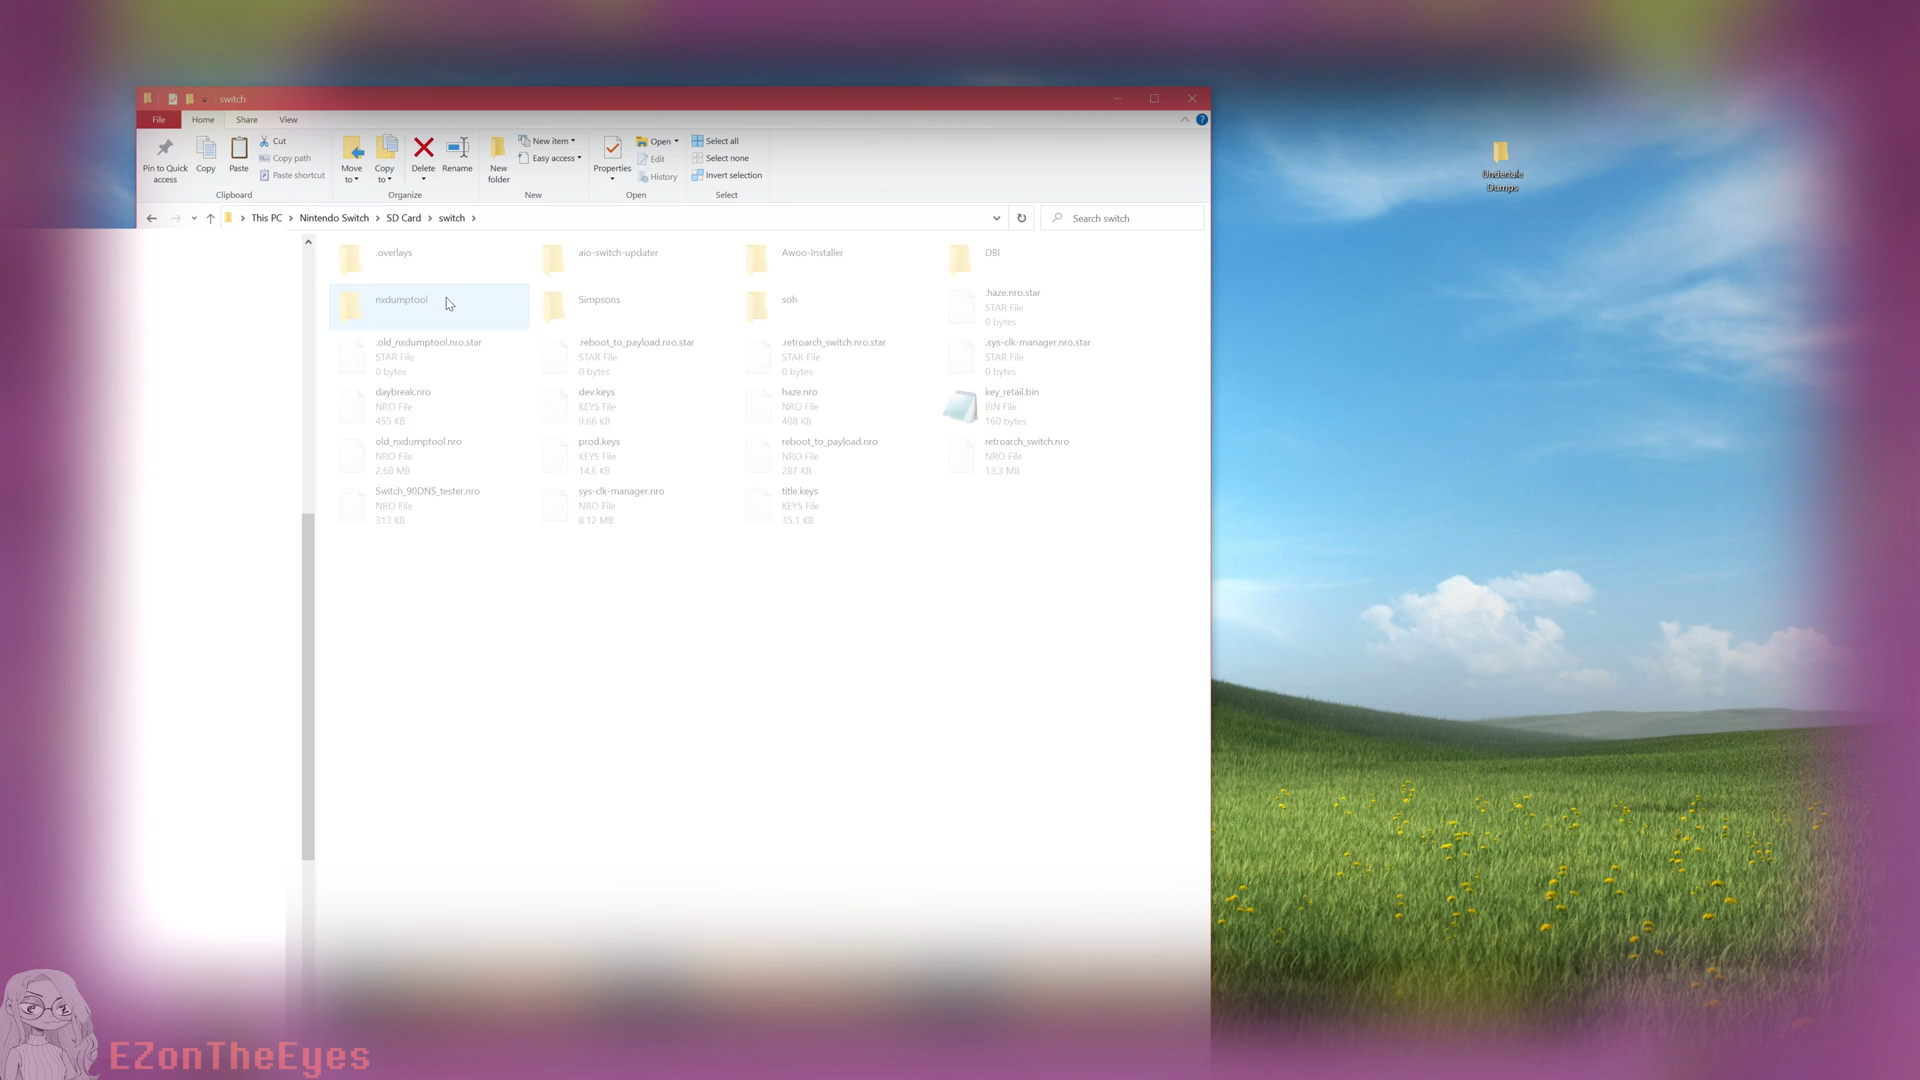 switch
File Home Share View
Pin to Quick access
Copy
Paste
Cut
Copy path
Paste shortcut
Clipboard
Move to
Copy to
Delete
Rename
Organize
New folder
New item
Easy access
New
Properties
Open
Edit
History
Open
Select all
Select none
Invert selection
Select
This PC > Nintendo Switch > SD Card > switch >
Search switch
.overlays
aio-switch-updater
Awoo-Installer
DBI
nxdumptool
Simpsons
soh
.haze.nro.star
STAR File
0 bytes
.old_nxdumptool.nro.star
STAR File
0 bytes
.reboot_to_payload.nro.star
STAR File
0 bytes
.retroarch_switch.nro.star
STAR File
0 bytes
.sys-clk-manager.nro.star
STAR File
0 bytes
daybreak.nro
NRO File
455 KB
dev.keys
KEYS File
9.66 KB
haze.nro
NRO File
408 KB
key_retail.bin
BIN File
160 bytes
old_nxdumptool.nro
NRO File
2.68 MB
prod.keys
KEYS File
14.6 KB
reboot_to_payload.nro
NRO File
287 KB
retroarch_switch.nro
NRO File
13.3 MB
Switch_90DNS_tester.nro
NRO File
313 KB
sys-clk-manager.nro
NRO File
8.12 MB
title.keys
KEYS File
35.1 KB
Undertale
Dumps
EZonTheEyes